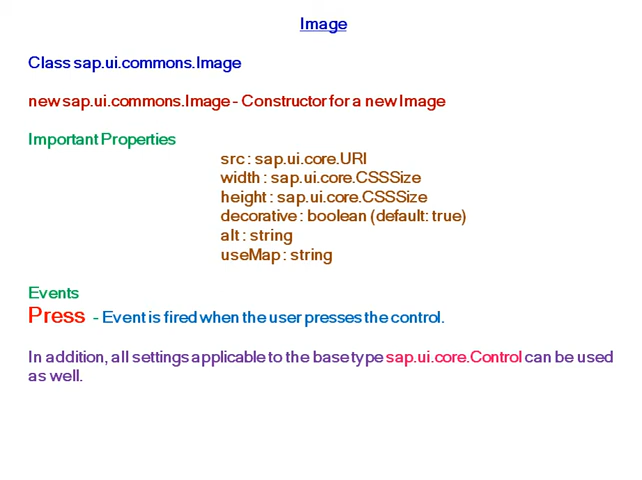 Image
Class sap.ui.commons.Image
new sap.ui.commons.Image - Constructor for a new Image
Important Properties
src : sap.ui.core.URI
width : sap.ui.core.CSSSize
height : sap.ui.core.CSSSize
decorative : boolean (default: true)
alt : string
useMap : string
Events
Press - Event is fired when the user presses the control.
In addition, all settings applicable to the base type sap.ui.core.Control can be used
as well.